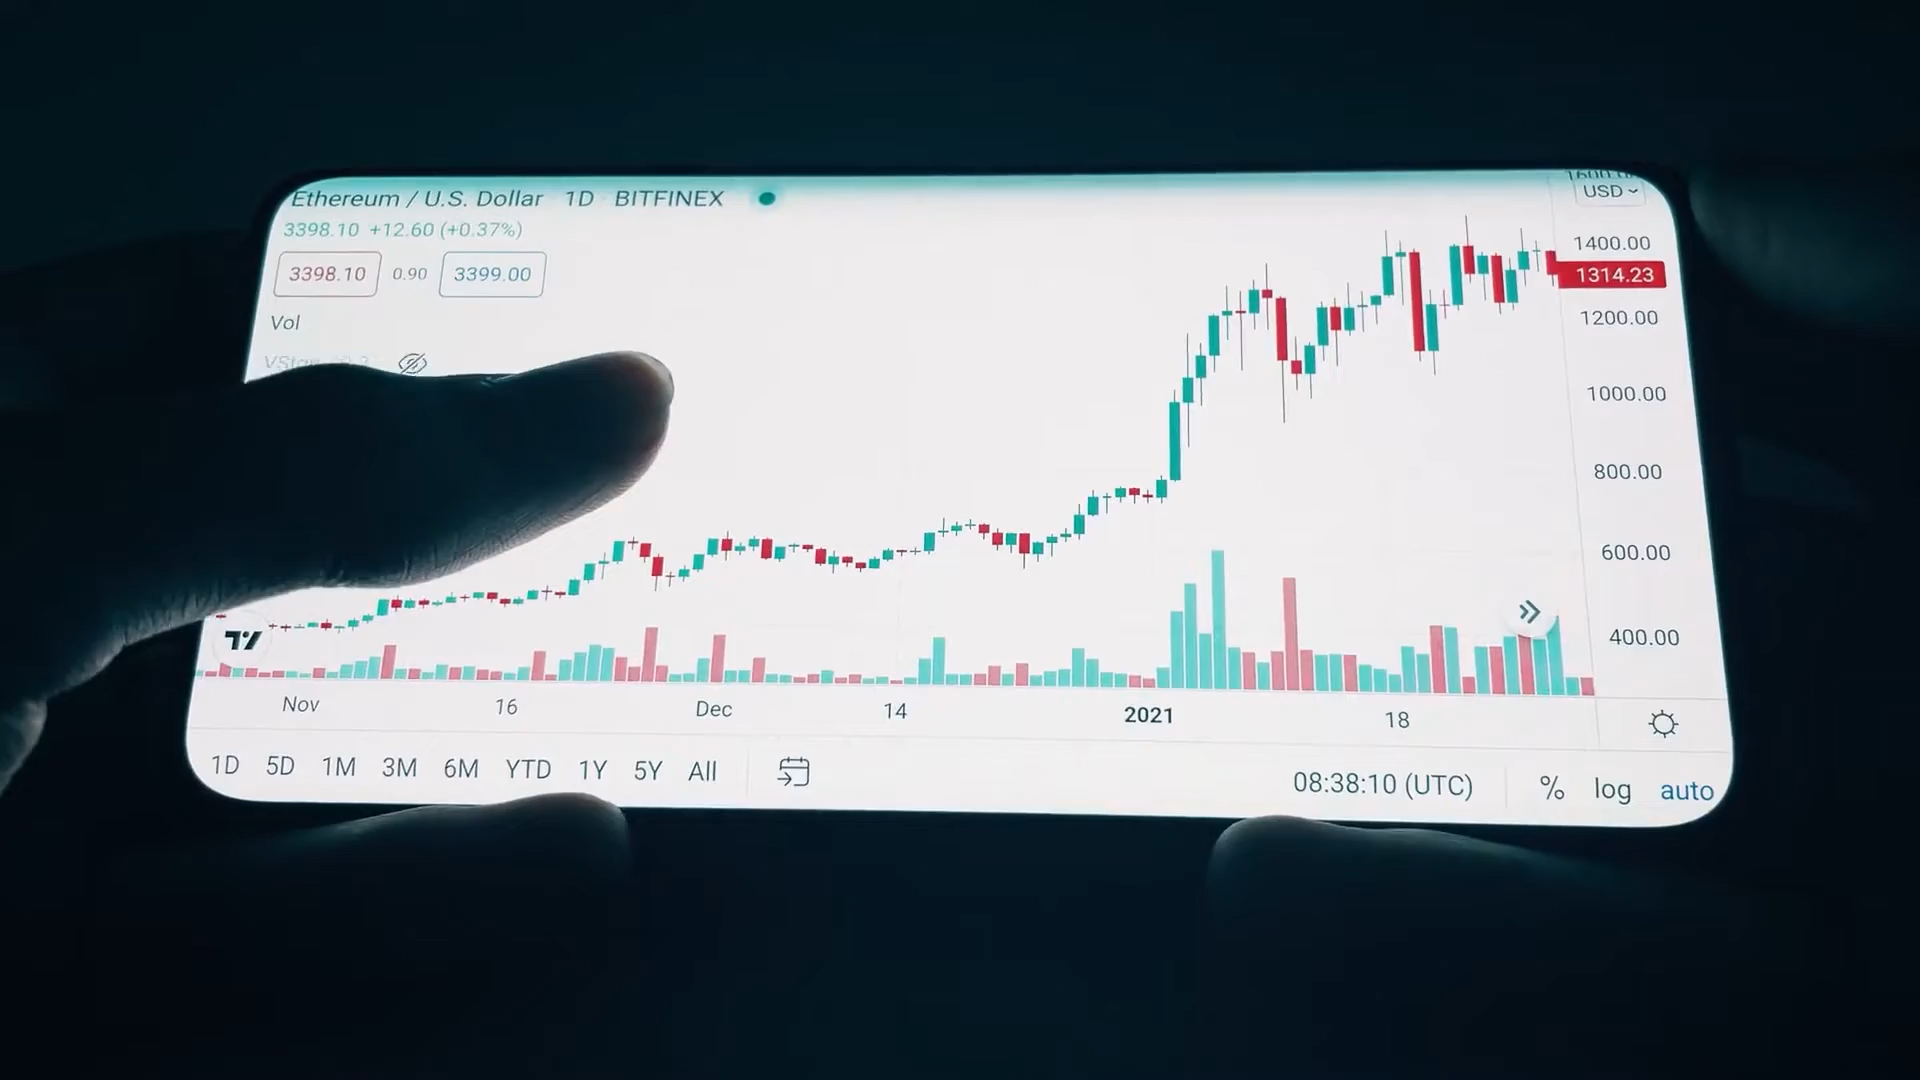 Ethereum / U.S. Dollar 1D · BITFINEX
USD
3398.10 +12.60 (+0.37%)
3398.10 0.90 3399.00
Vol
1400.00
1314.23
1200.00
1000.00
800.00
600.00
400.00
Nov 16 Dec 14 2021 18
1D 5D 1M 3M 6M YTD 1Y 5Y All
08:38:10 (UTC) % log auto